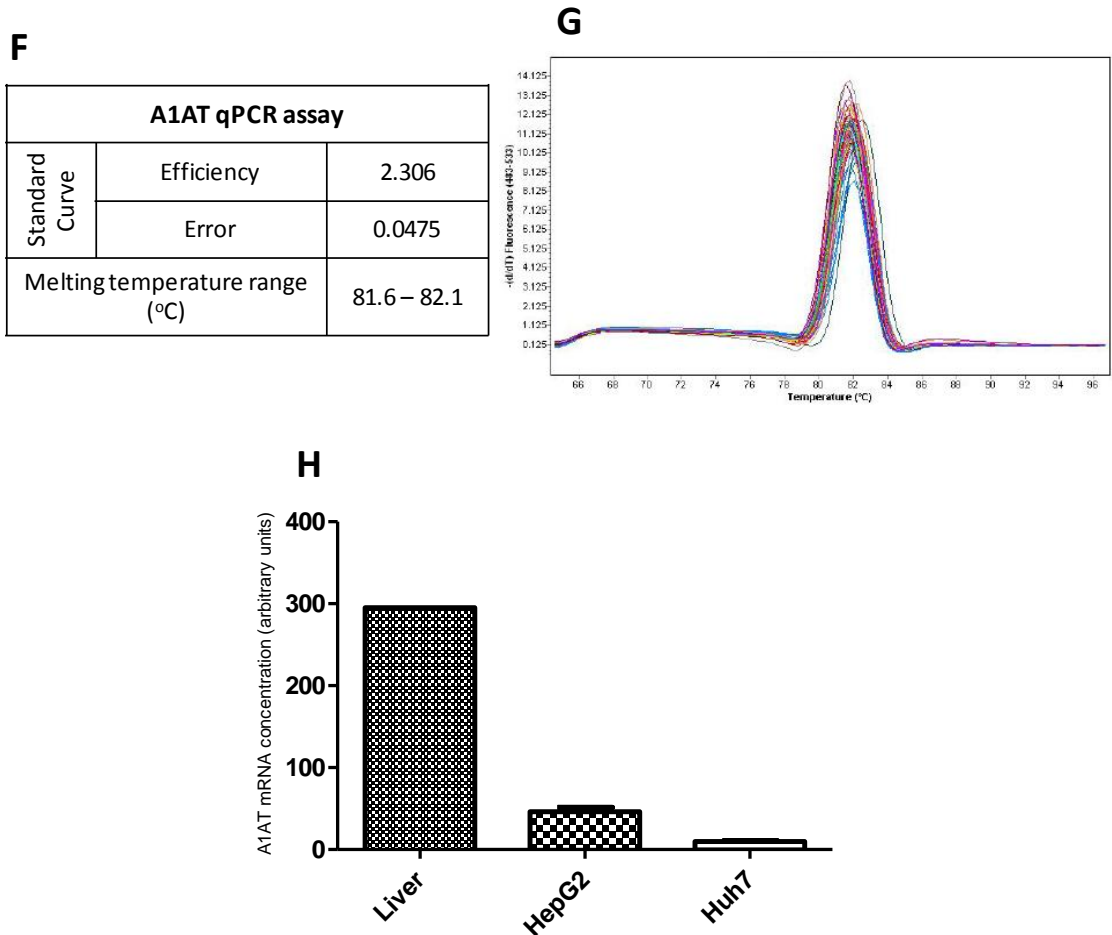 F
A1AT qPCR assay
Standard
Curve
Efficiency
2.306
Error
0.0475
Melting temperature range
(°C)
81.6 – 82.1
G
-(d/dT) Fluorescence (483-533)
14.125
13.125
12.125
11.125
10.125
9.125
8.125
7.125
6.125
5.125
4.125
3.125
2.125
1.125
0.125
66 68 70 72 74 76 78 80 82 84 86 88 90 92 94 96
Temperature (°C)
H
A1AT mRNA concentration (arbitrary units)
400
300
200
100
0
Liver
HepG2
Huh7